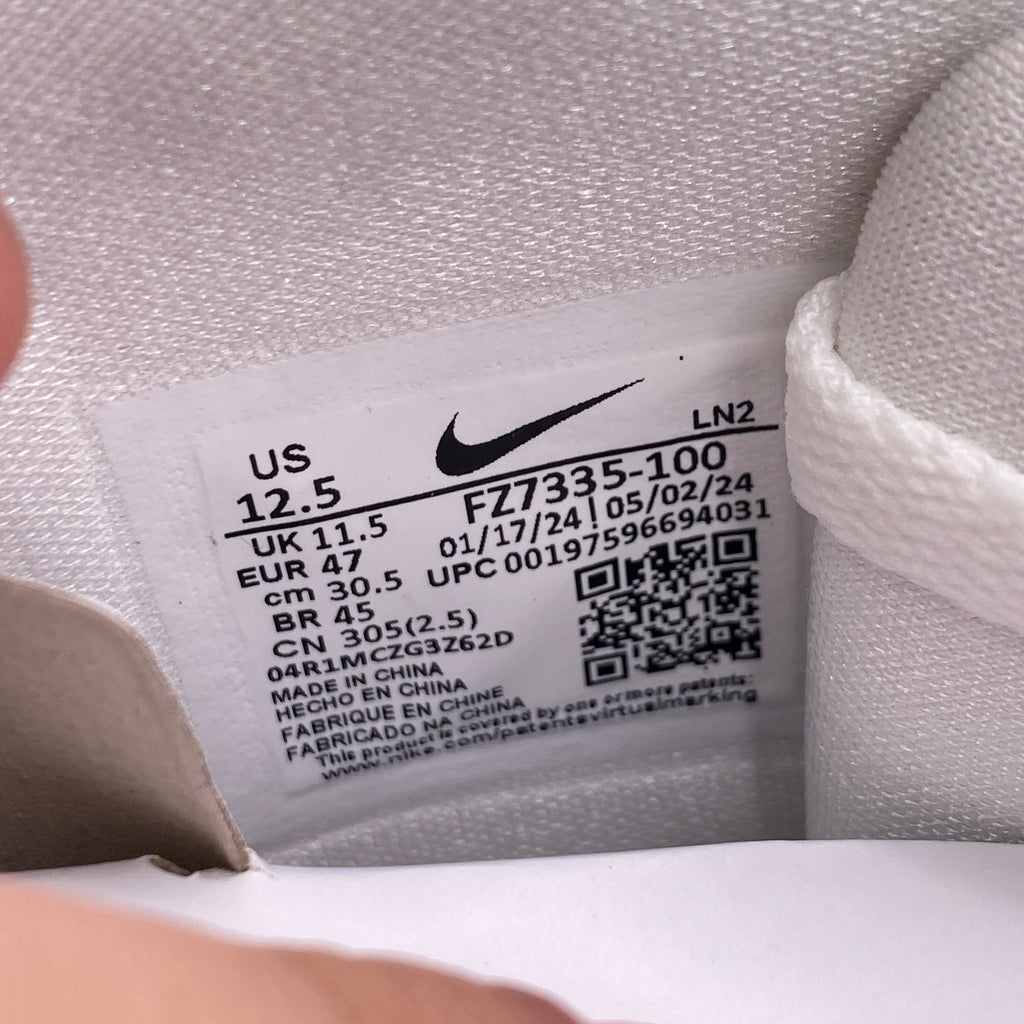 LN2
US
12.5
FZ7335-100
UK 11.5
01/17/24 | 05/02/24
EUR 47
UPC 00197596694031
cm 30.5
BR 45
CN 305(2.5)
04R1MCZG3Z62D
MADE IN CHINA
HECHO EN CHINA
FABRIQUE EN CHINE
FABRICADO NA CHINA
This product is covered by one or more patents:
www.nike.com/patentsvirtualmarking